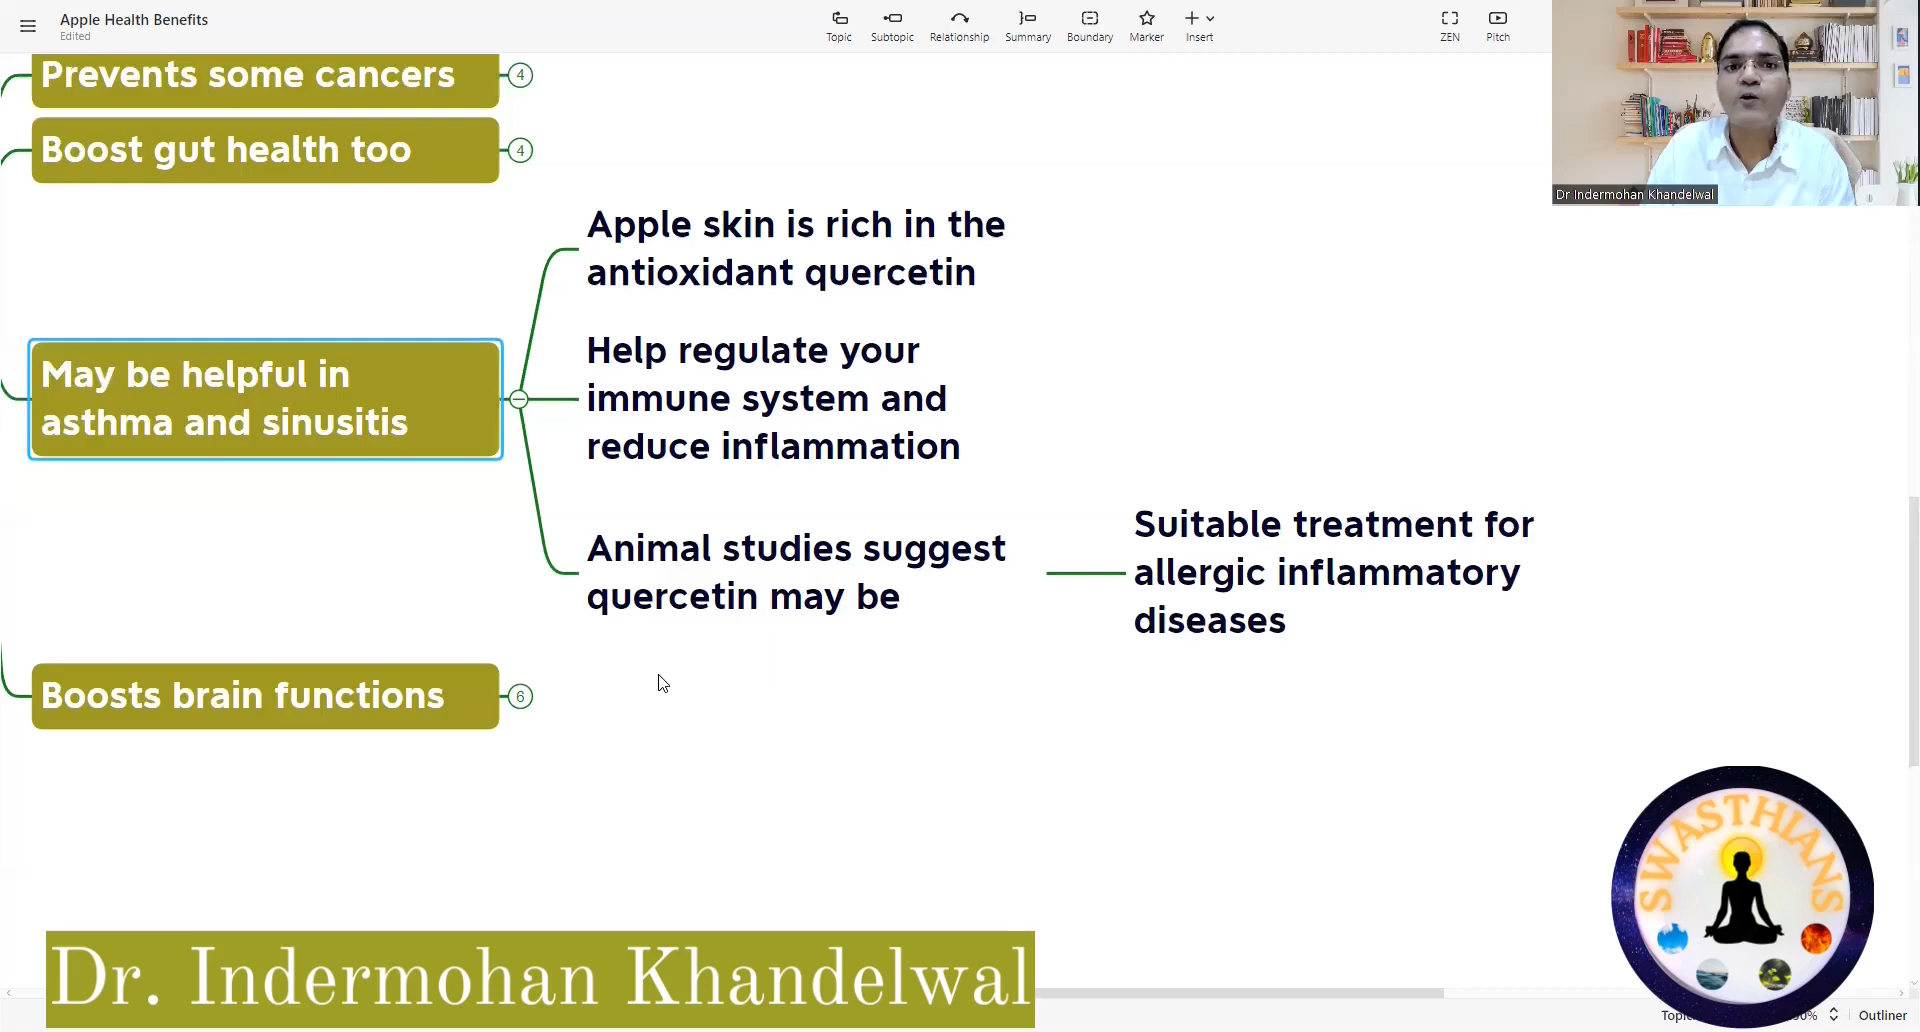 Apple Health Benefits
Edited
Topic
Subtopic
Relationship
Summary
Boundary
Marker
Insert
ZEN
Pitch
Dr Indermohan Khandelwal
Prevents some cancers
4
Boost gut health too
4
May be helpful in
asthma and sinusitis
Apple skin is rich in the
antioxidant quercetin
Help regulate your
immune system and
reduce inflammation
Animal studies suggest
quercetin may be
Suitable treatment for
allergic inflammatory
diseases
Boosts brain functions
6
SWASTHIANS
Dr. Indermohan Khandelwal
Outliner